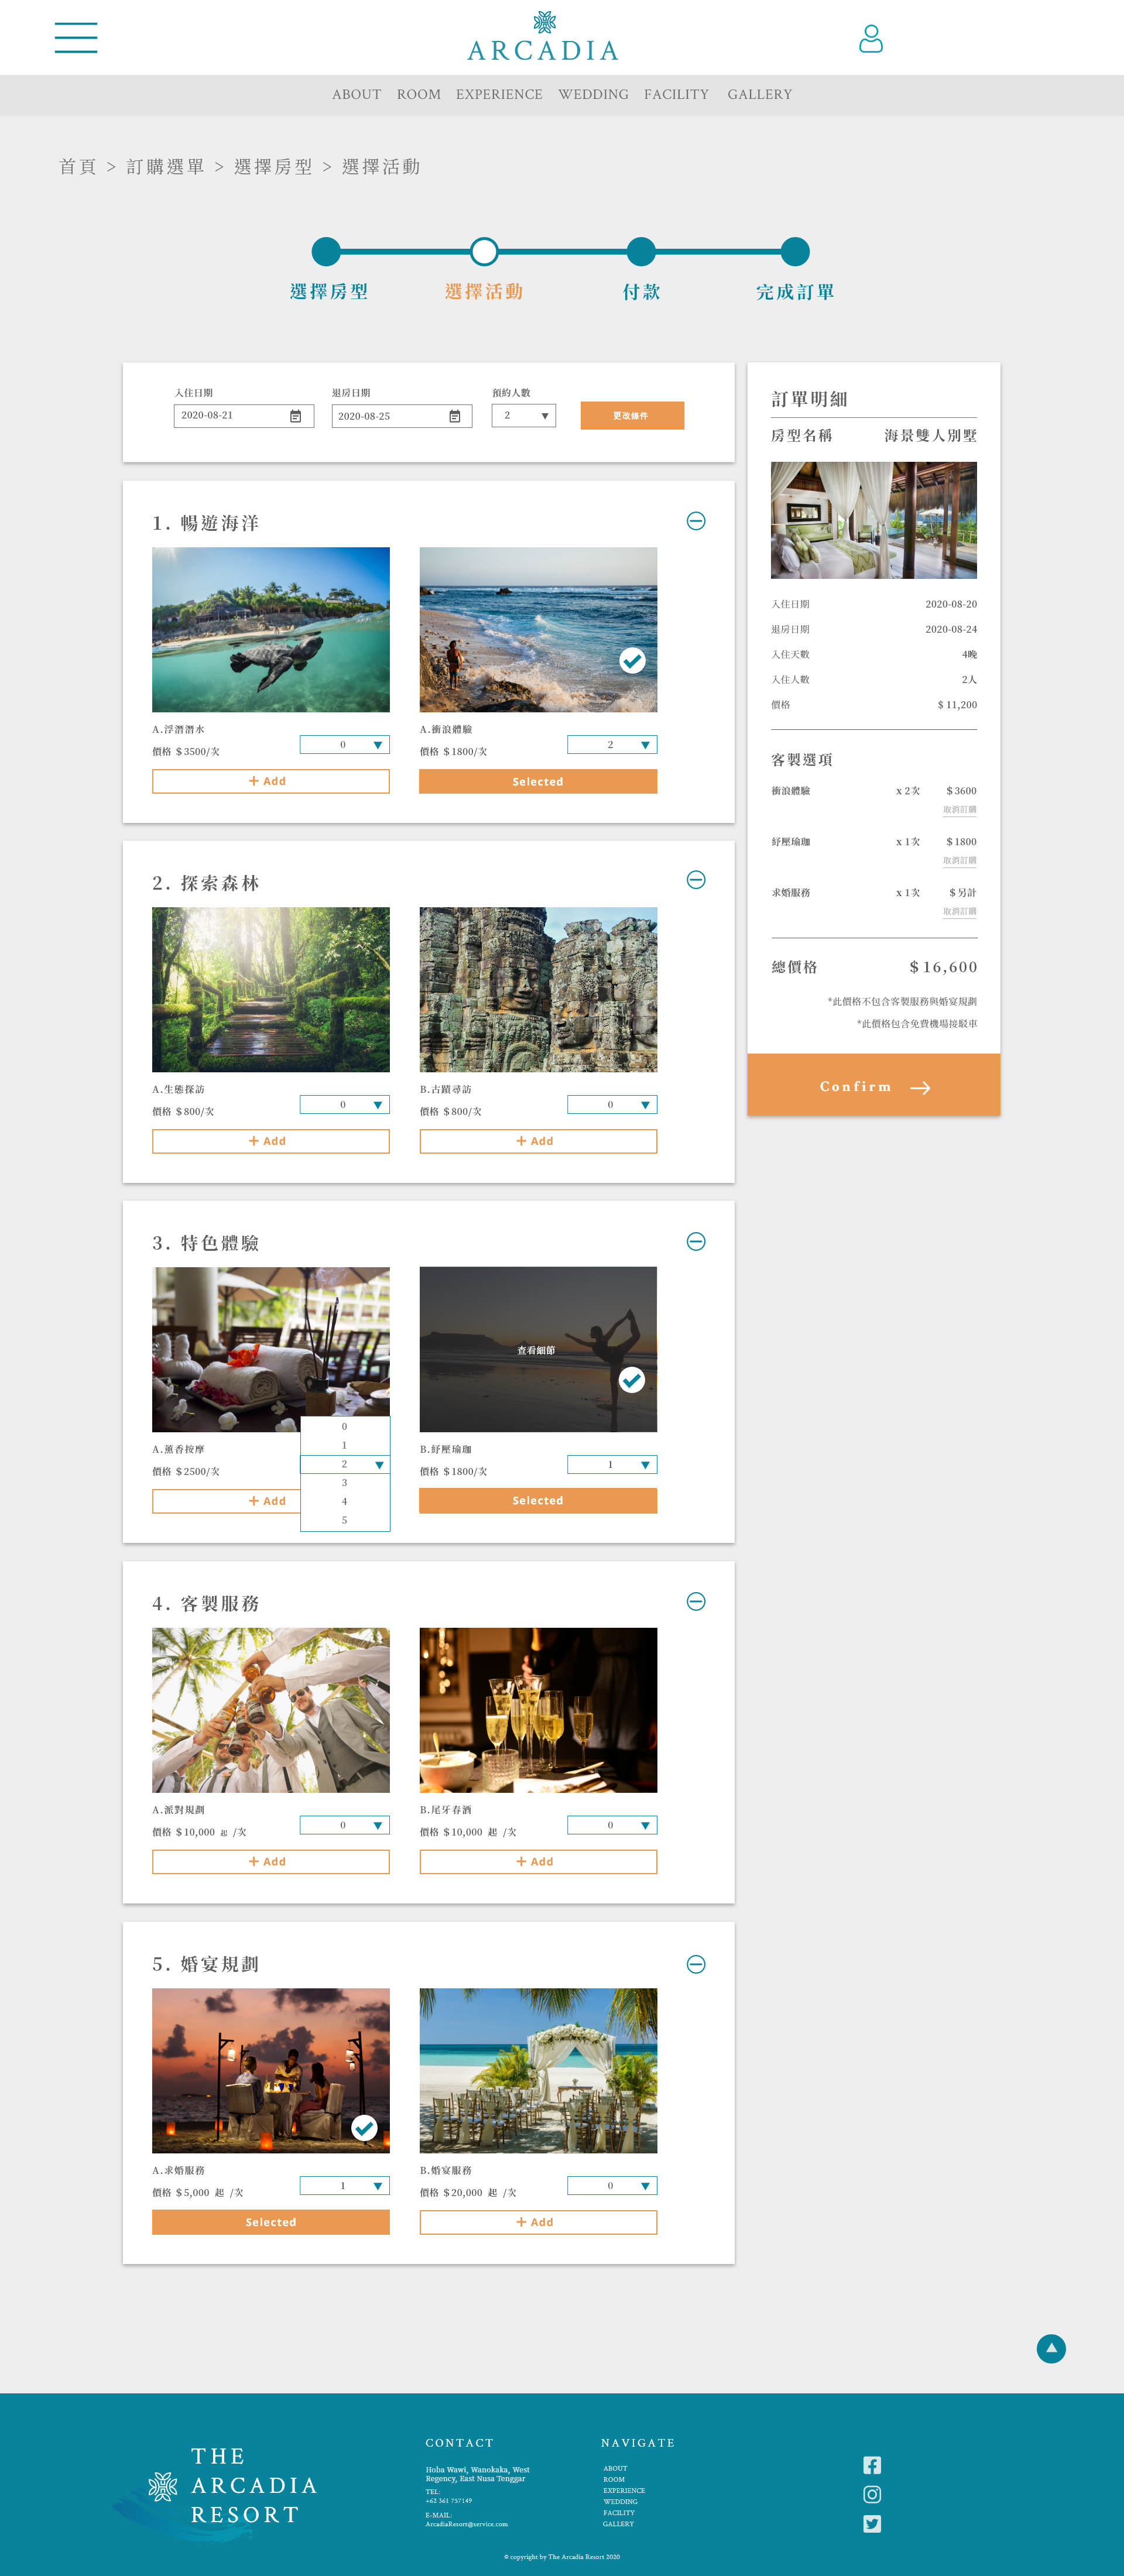 ARCADIA
ABOUT ROOM EXPERIENCE WEDDING FACILITY GALLERY
首頁 > 訂購選單 > 選擇房型 > 選擇活動
選擇房型 選擇活動 付款 完成訂單
入住日期 退房日期 預約人數
2020-08-21 2020-08-25 2 更改條件
1. 暢遊海洋
A.浮潛潛水 A.衝浪體驗
價格 $3500/次 0 價格 $1800/次 2
+ Add Selected
2. 探索森林
A.生態探訪 B.古蹟尋訪
價格 $800/次 0 價格 $800/次 0
+ Add + Add
3. 特色體驗
查看細節
A.薰香按摩 B.紓壓瑜珈
價格 $2500/次 價格 $1800/次 1
0
1
2
3
4
5
+ Add Selected
4. 客製服務
A.派對規劃 B.尾牙春酒
價格 $10,000 起 /次 0 價格 $10,000 起 /次 0
+ Add + Add
5. 婚宴規劃
A.求婚服務 B.婚宴服務
價格 $5,000 起 /次 1 價格 $20,000 起 /次 0
Selected + Add
訂單明細
房型名稱 海景雙人別墅
入住日期 2020-08-20
退房日期 2020-08-24
入住天數 4晚
入住人數 2人
價格 $11,200
客製選項
衝浪體驗 x 2次 $3600
取消訂購
紓壓瑜珈 x 1次 $1800
取消訂購
求婚服務 x 1次 $另計
取消訂購
總價格 $16,600
*此價格不包含客製服務與婚宴規劃
*此價格包含免費機場接駁車
Confirm
THE
ARCADIA
RESORT
CONTACT
Hoba Wawi, Wanokaka, West
Regency, East Nusa Tenggar
TEL:
+62 361 757149
E-MAIL:
ArcadiaResort@service.com
NAVIGATE
ABOUT
ROOM
EXPERIENCE
WEDDING
FACILITY
GALLERY
© copyright by The Arcadia Resort 2020